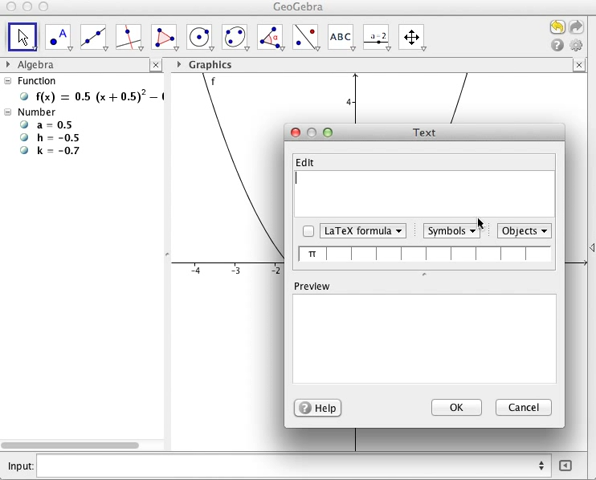 GeoGebra
ABC
a=2
Algebra
Graphics
Function
f(x) = 0.5 (x + 0.5)² −
Number
a = 0.5
h = −0.5
k = −0.7
f
4
−4 −3 −2
Text
Edit
LaTeX formula
Symbols
Objects
π
Preview
Help
OK
Cancel
Input: